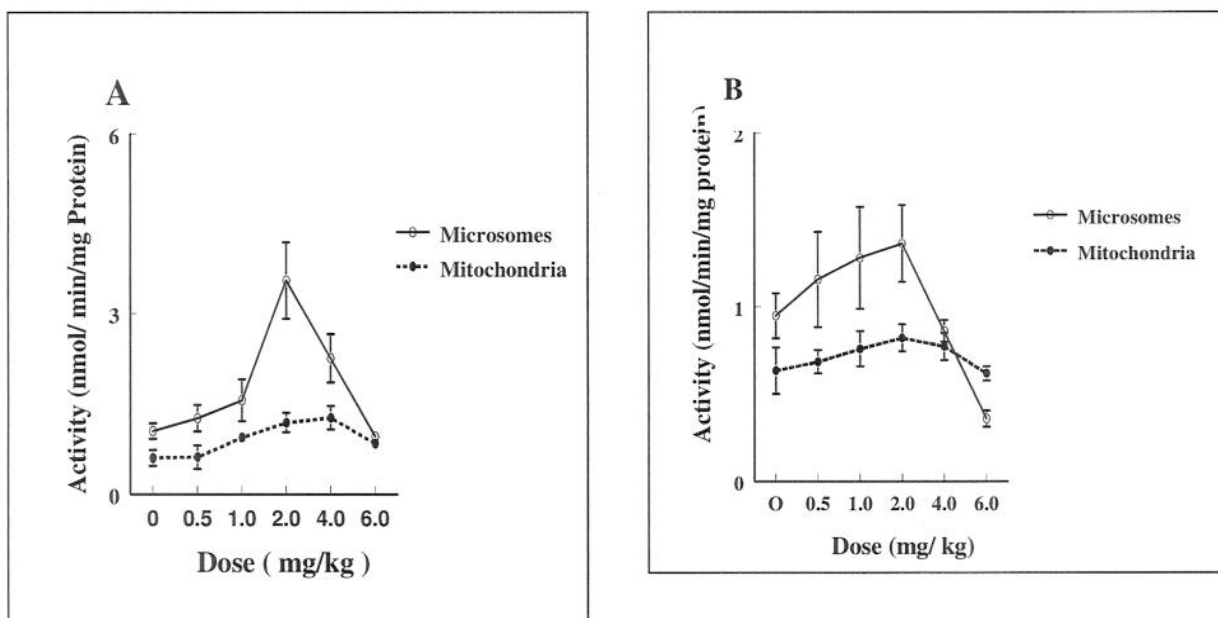 A
Activity (nmol/ min/mg Protein)
6
3
0
0 0.5 1.0 2.0 4.0 6.0
Dose ( mg/kg )
Microsomes
Mitochondria
B
Activity (nmol/min/mg protein)
2
1
0
O 0.5 1.0 2.0 4.0 6.0
Dose (mg/ kg)
Microsomes
Mitochondria